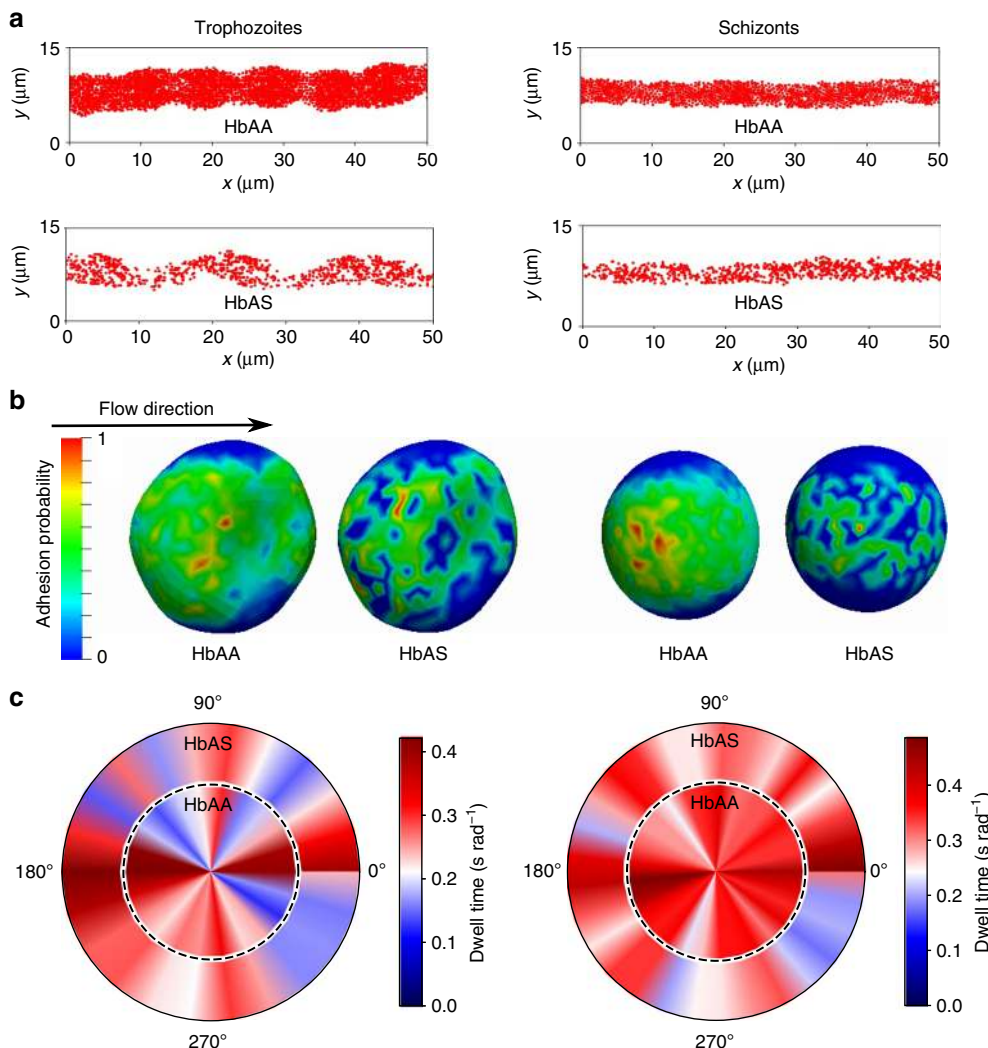 a
Trophozoites
Schizonts
15
y (μm)
0
HbAA
0 10 20 30 40 50
x (μm)
15
y (μm)
0
HbAA
0 10 20 30 40 50
x (μm)
15
y (μm)
0
HbAS
0 10 20 30 40 50
x (μm)
15
y (μm)
0
HbAS
0 10 20 30 40 50
x (μm)
b
Flow direction
1
Adhesion probability
0
HbAA
HbAS
HbAA
HbAS
c
90°
HbAS
HbAA
180°
0°
270°
0.4
0.3
0.2
0.1
0.0
Dwell time (s rad⁻¹)
90°
HbAS
HbAA
180°
0°
270°
0.4
0.3
0.2
0.1
0.0
Dwell time (s rad⁻¹)